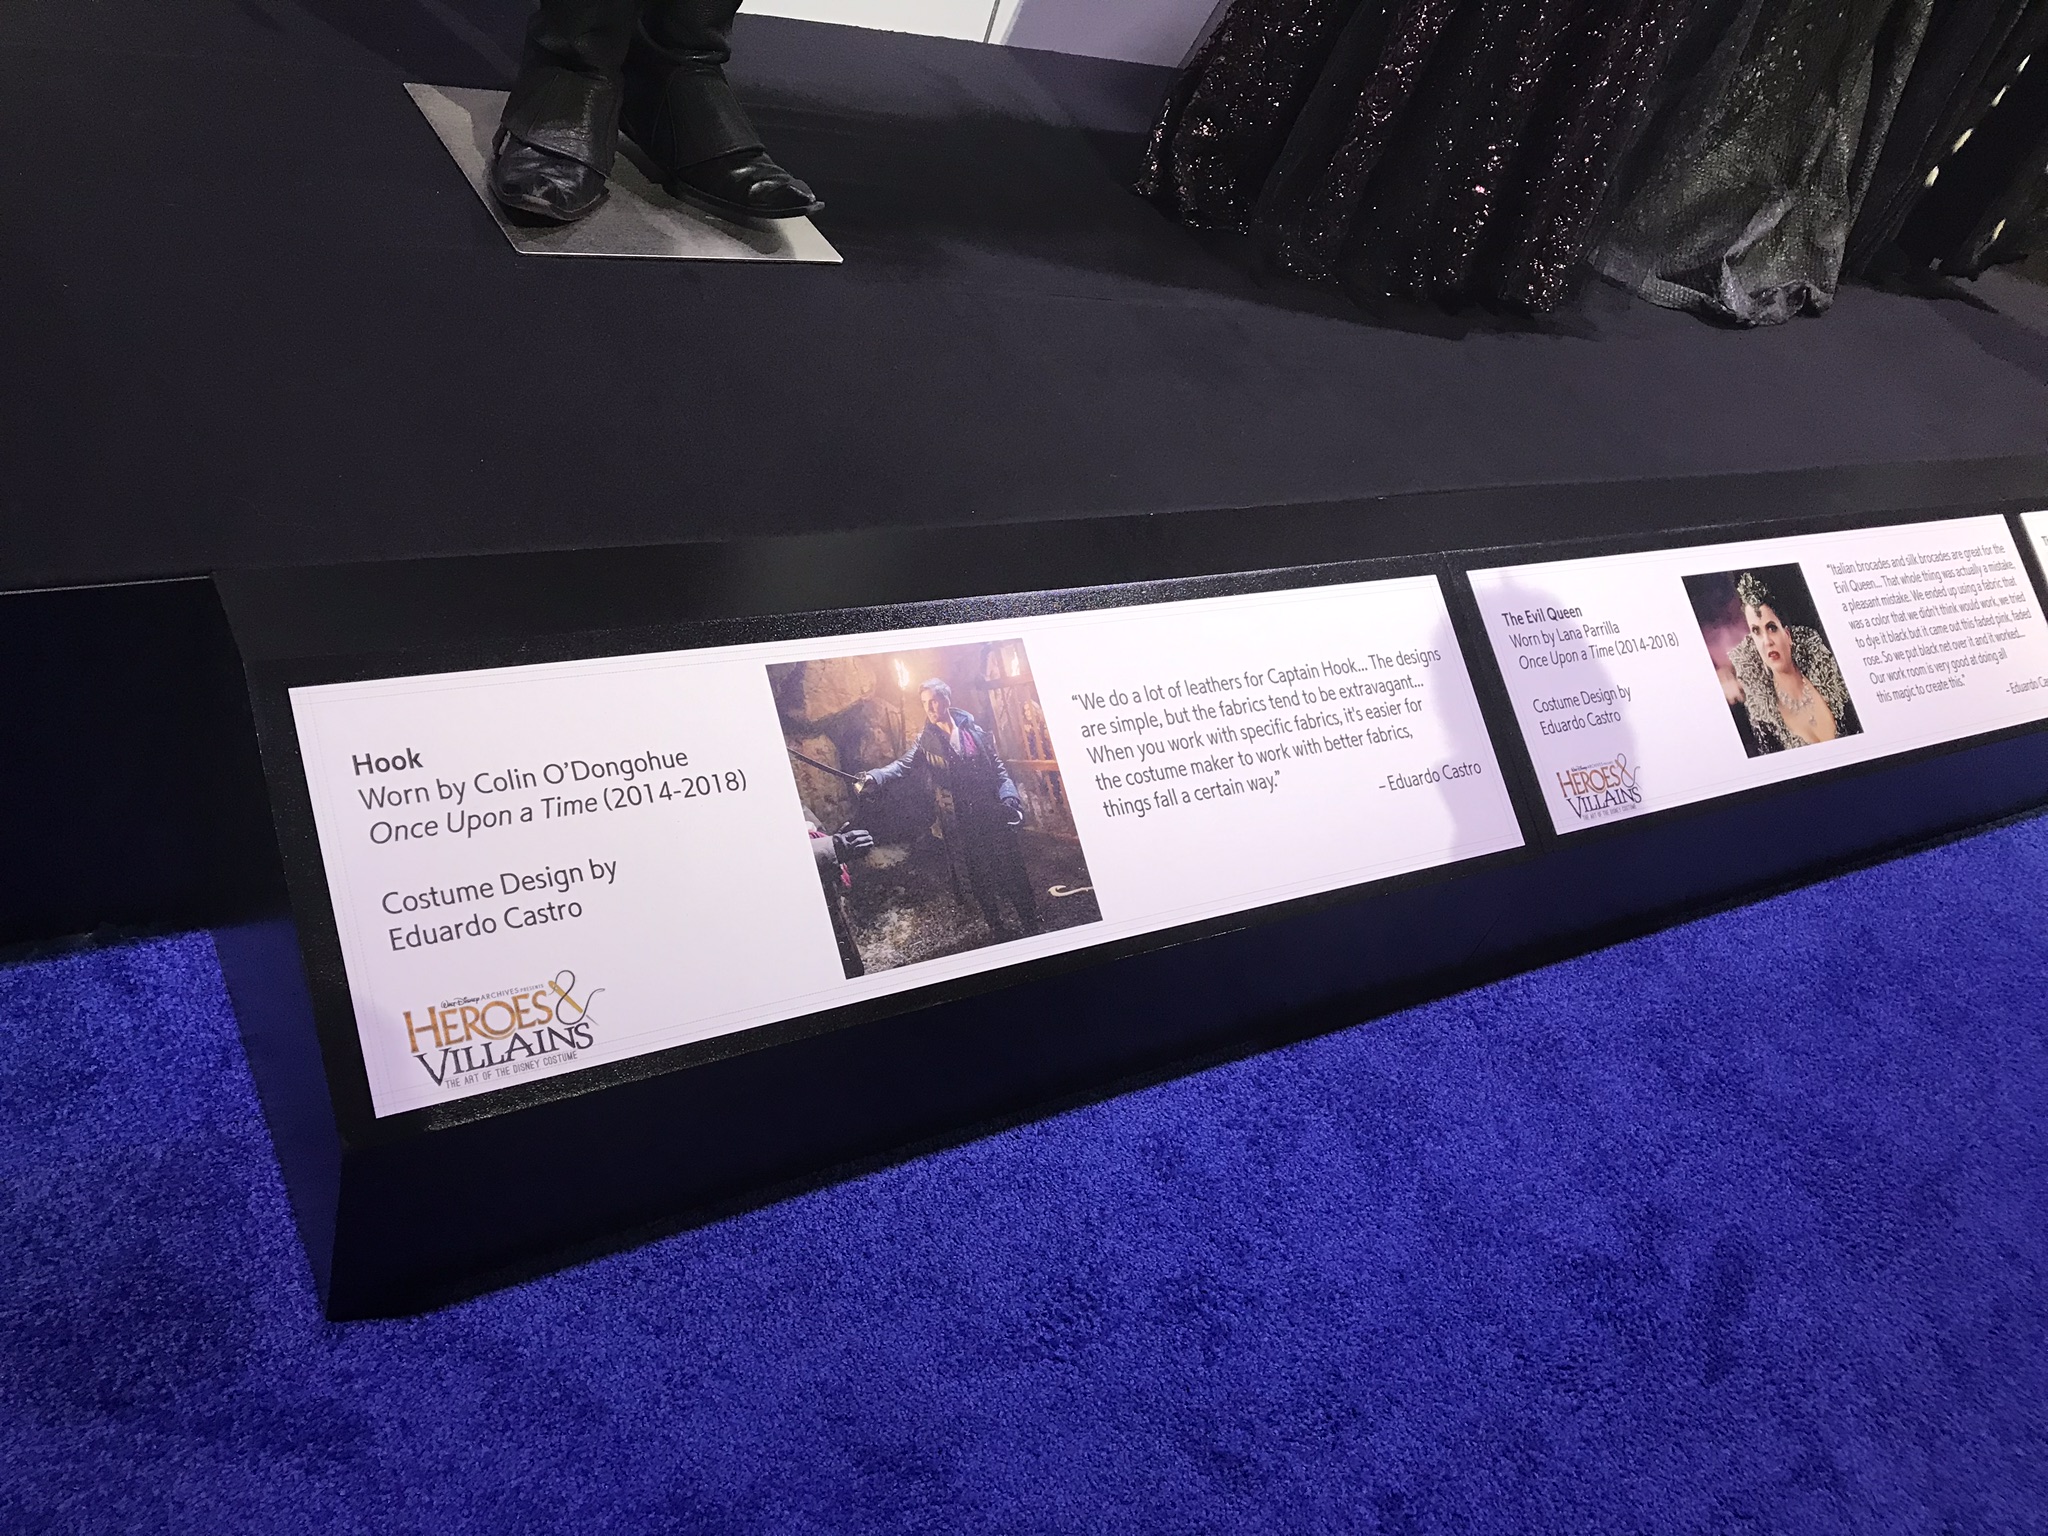 Hook
Worn by Colin O'Dongohue
Once Upon a Time (2014-2018)
Costume Design by
Eduardo Castro
Walt Disney ARCHIVES PRESENTS
HEROES &
VILLAINS
THE ART OF THE DISNEY COSTUME
"We do a lot of leathers for Captain Hook... The designs
are simple, but the fabrics tend to be extravagant...
When you work with specific fabrics, it's easier for
the costume maker to work with better fabrics,
things fall a certain way."
– Eduardo Castro
The Evil Queen
Worn by Lana Parrilla
Once Upon a Time (2014-2018)
Costume Design by
Eduardo Castro
HEROES &
VILLAINS
THE ART OF THE DISNEY COSTUME
"Italian brocades and silk brocades are great for the
Evil Queen... That whole thing was actually a mistake,
a pleasant mistake. We ended up using a fabric that
was a color that we didn't think would work, we tried
to dye it black but it came out this faded pink, faded
rose. So we put black net over it and it worked...
Our work room is very good at doing all
this magic to create this."
– Eduardo